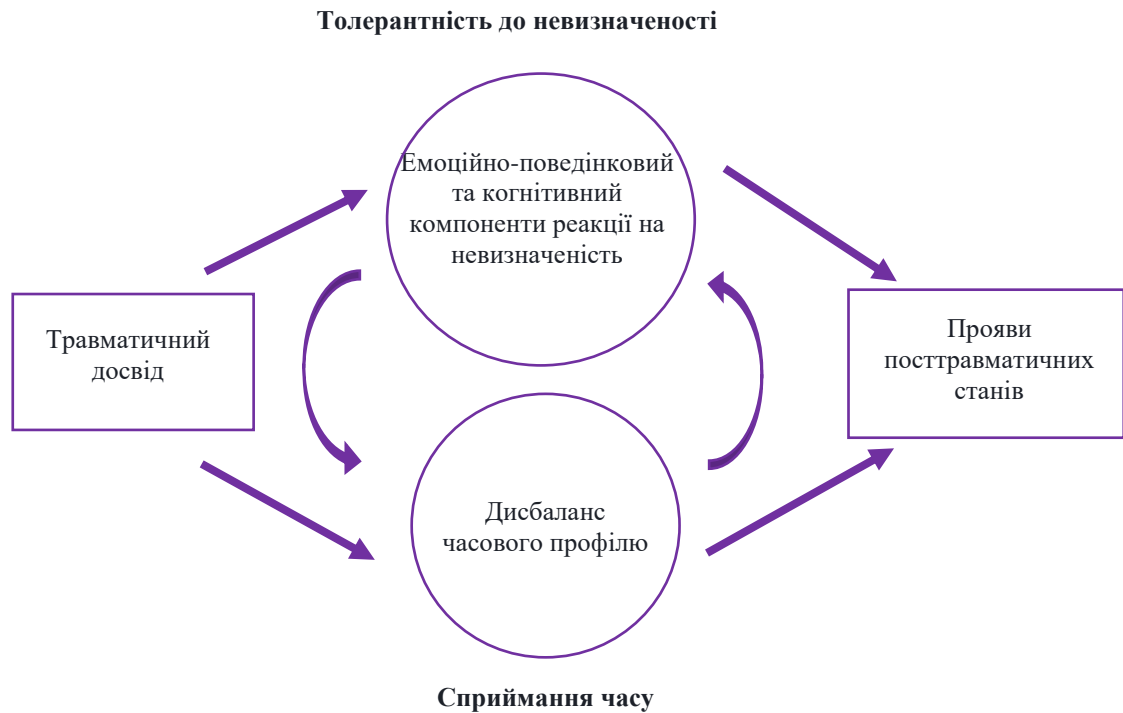 Толерантність до невизначеності
Емоційно-поведінковий
та когнітивний
компоненти реакції на
невизначеність
Травматичний
досвід
Прояви
посттравматичних
станів
Дисбаланс
часового профілю
Сприймання часу